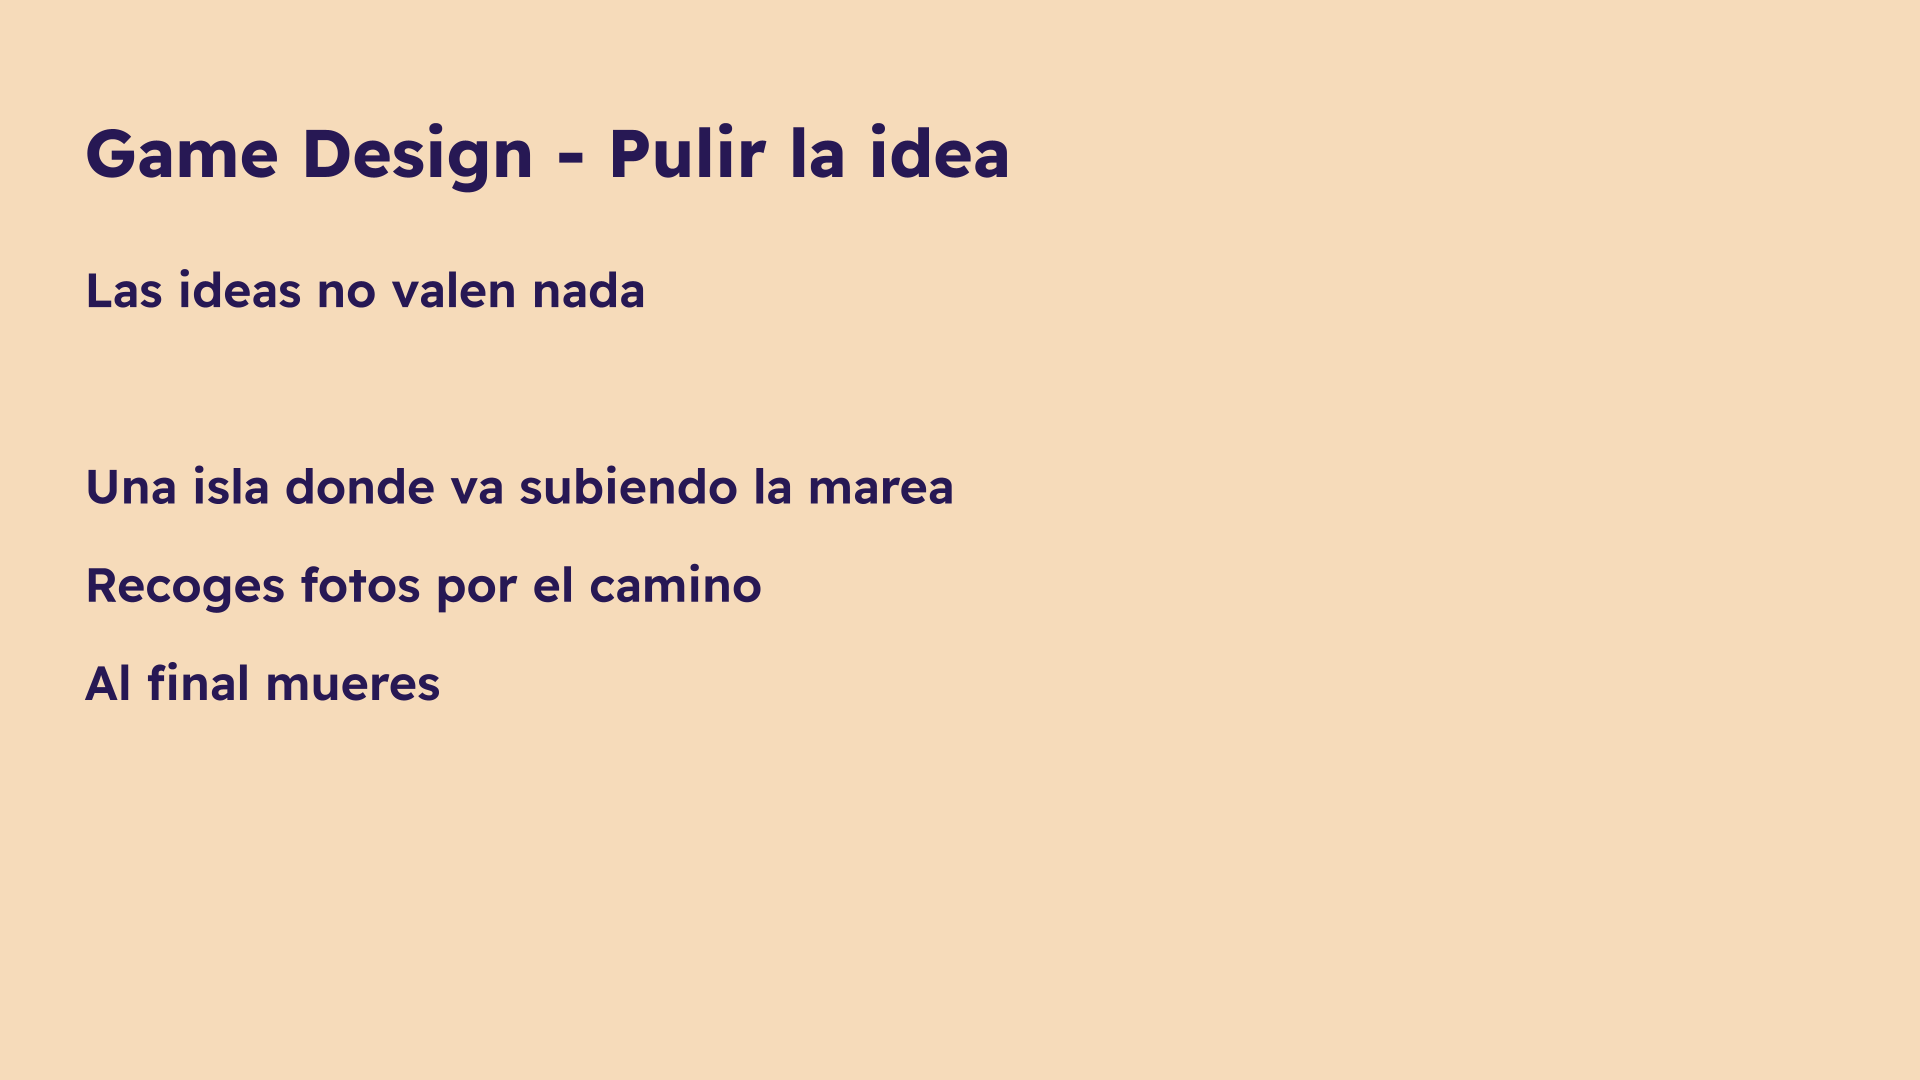 Game Design - Pulir la idea
Las ideas no valen nada
Una isla donde va subiendo la marea
Recoges fotos por el camino
Al final mueres